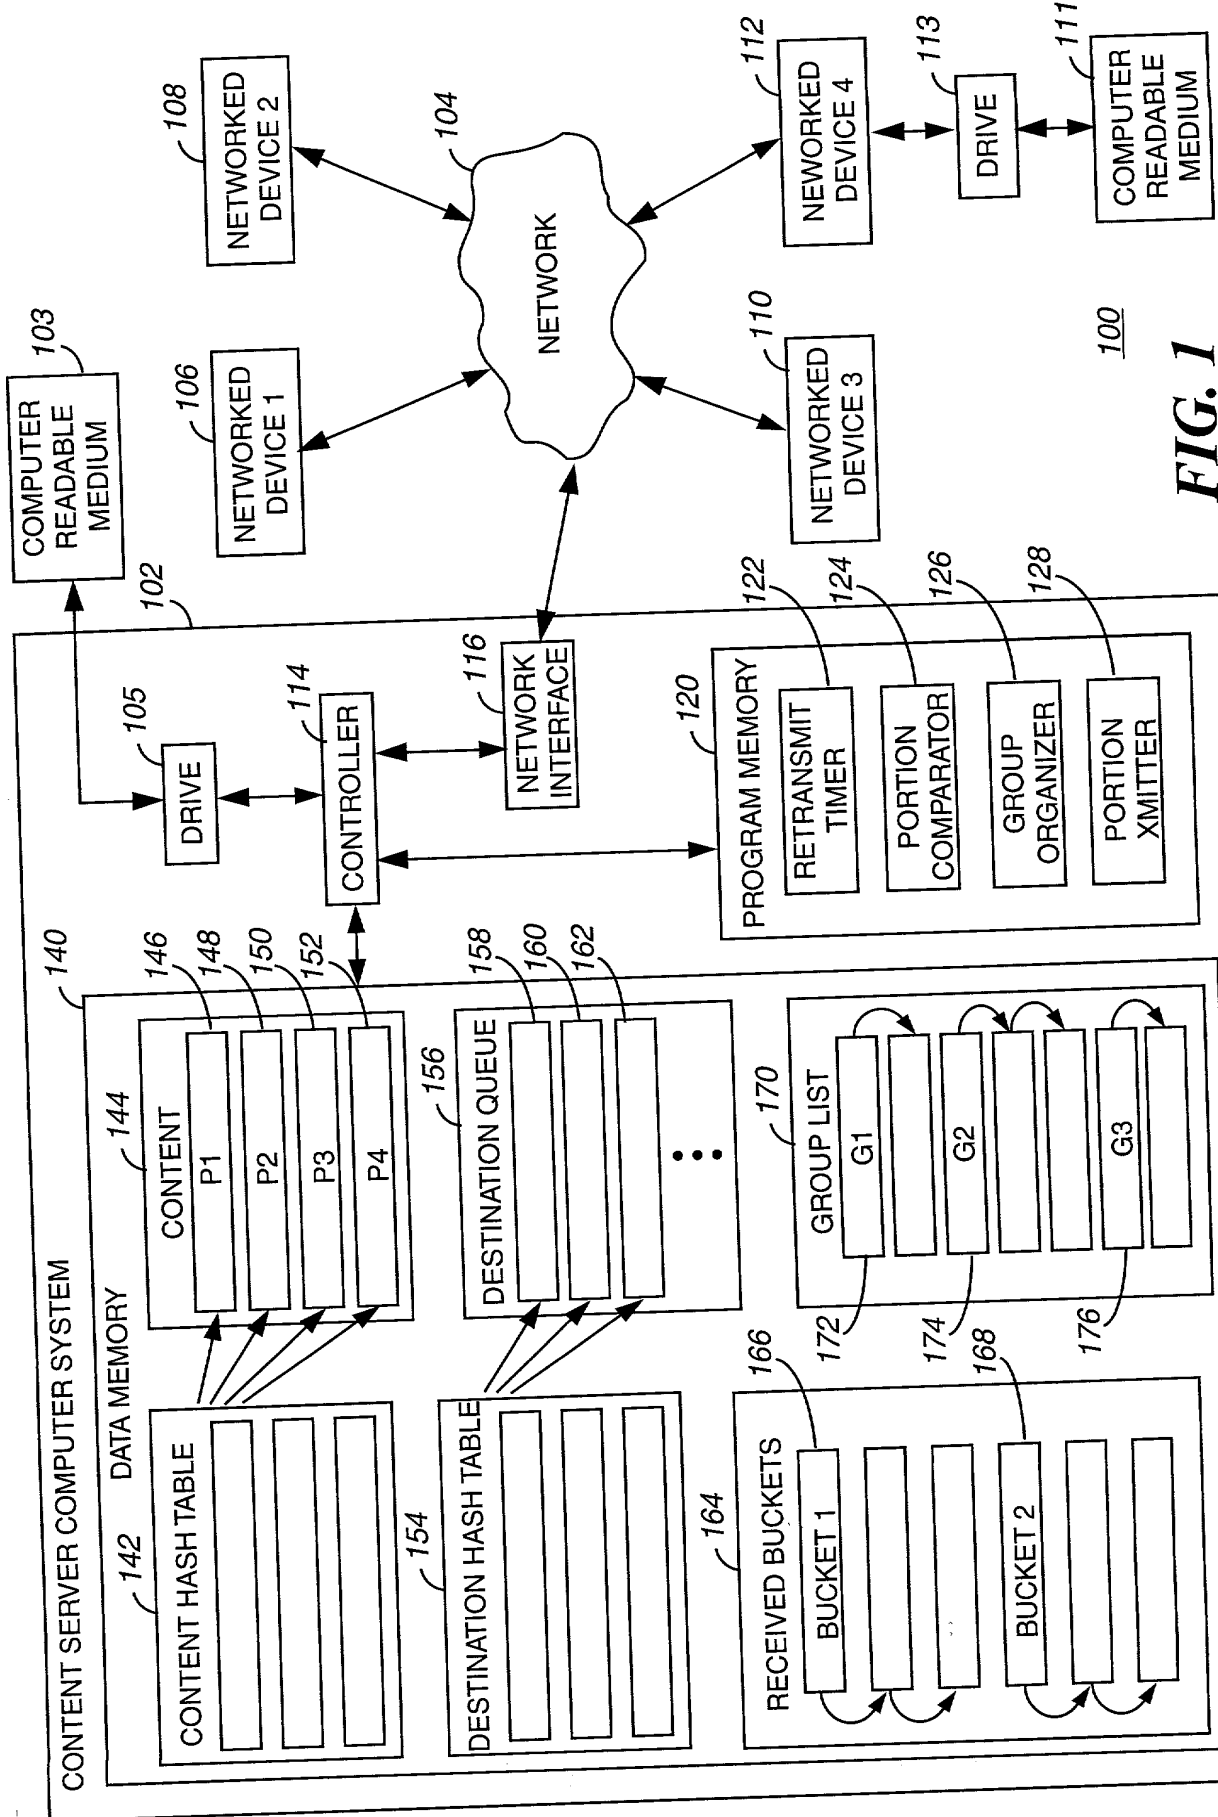 CONTENT SERVER COMPUTER SYSTEM
102
DATA MEMORY
140
142
CONTENT HASH TABLE
144
CONTENT
P1
P2
P3
P4
146
148
150
152
154
DESTINATION HASH TABLE
156
DESTINATION QUEUE
158
160
162
164
RECEIVED BUCKETS
BUCKET 1
166
BUCKET 2
168
170
GROUP LIST
G1
G2
G3
172
174
176
DRIVE
105
CONTROLLER
114
NETWORK
INTERFACE
116
PROGRAM MEMORY
120
RETRANSMIT
TIMER
122
PORTION
COMPARATOR
124
GROUP
ORGANIZER
126
PORTION
XMITTER
128
COMPUTER
READABLE
MEDIUM
103
NETWORKED
DEVICE 1
106
NETWORKED
DEVICE 2
108
NETWORK
104
NETWORKED
DEVICE 3
110
NEWORKED
DEVICE 4
112
DRIVE
113
COMPUTER
READABLE
MEDIUM
111
100
FIG. 1